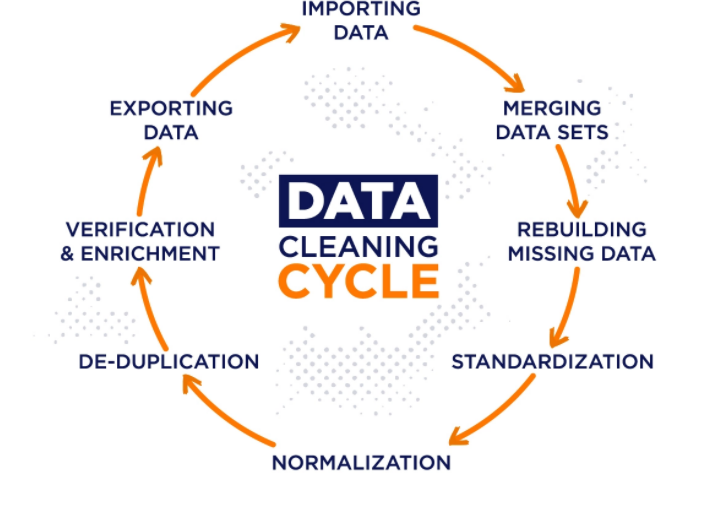 IMPORTING
DATA
MERGING
DATA SETS
REBUILDING
MISSING DATA
STANDARDIZATION
NORMALIZATION
DE-DUPLICATION
VERIFICATION
& ENRICHMENT
EXPORTING
DATA
DATA
CLEANING
CYCLE